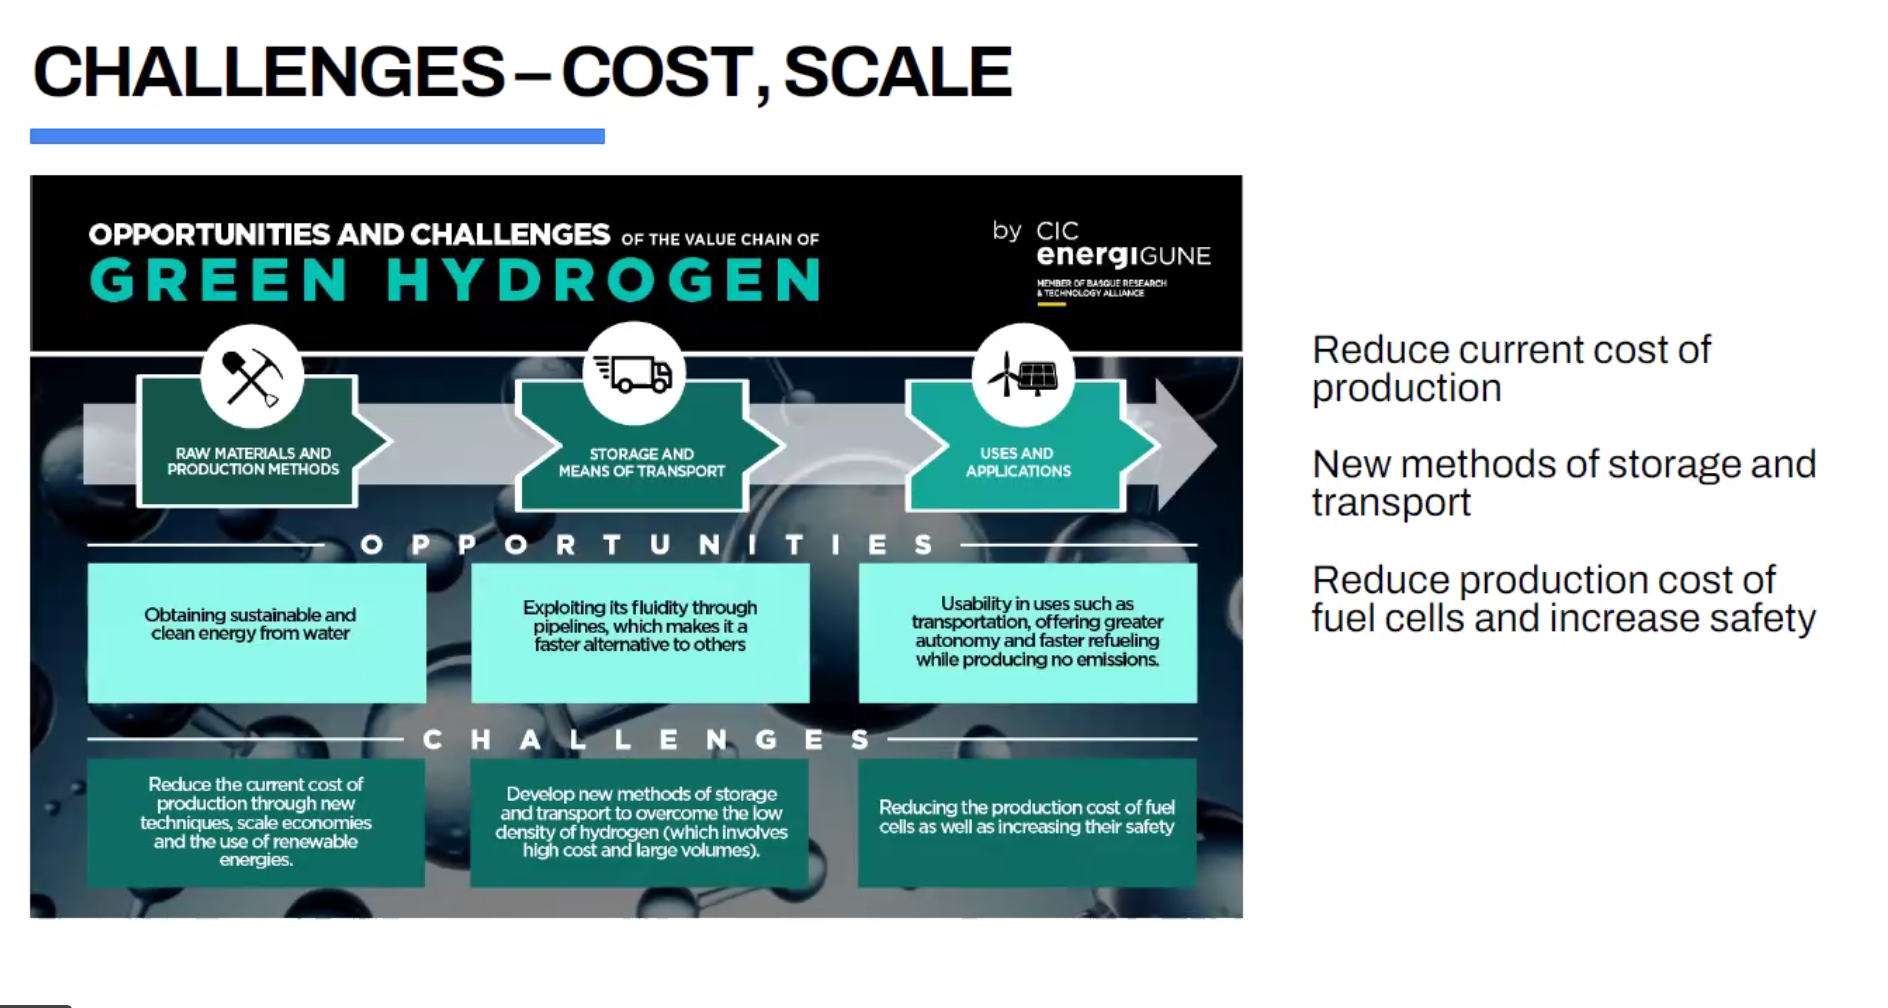 CHALLENGES – COST, SCALE
OPPORTUNITIES AND CHALLENGES OF THE VALUE CHAIN OF
GREEN HYDROGEN
by CIC
energiGUNE
MEMBER OF BASQUE RESEARCH
& TECHNOLOGY ALLIANCE
RAW MATERIALS AND
PRODUCTION METHODS
STORAGE AND
MEANS OF TRANSPORT
USES AND
APPLICATIONS
OPPORTUNITIES
Obtaining sustainable and
clean energy from water
Exploiting its fluidity through
pipelines, which makes it a
faster alternative to others
Usability in uses such as
transportation, offering greater
autonomy and faster refueling
while producing no emissions.
CHALLENGES
Reduce the current cost of
production through new
techniques, scale economies
and the use of renewable
energies.
Develop new methods of storage
and transport to overcome the low
density of hydrogen (which involves
high cost and large volumes).
Reducing the production cost of fuel
cells as well as increasing their safety
Reduce current cost of
production
New methods of storage and
transport
Reduce production cost of
fuel cells and increase safety